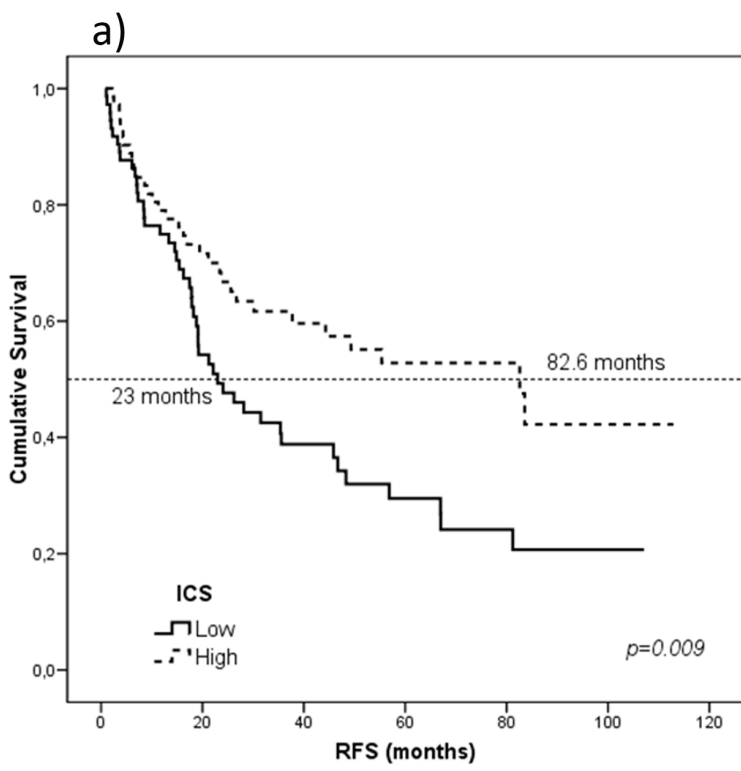 a)
1,0
0,8
0,6
0,4
0,2
0,0
Cumulative Survival
82.6 months
23 months
ICS
Low
High
p=0.009
0 20 40 60 80 100 120
RFS (months)